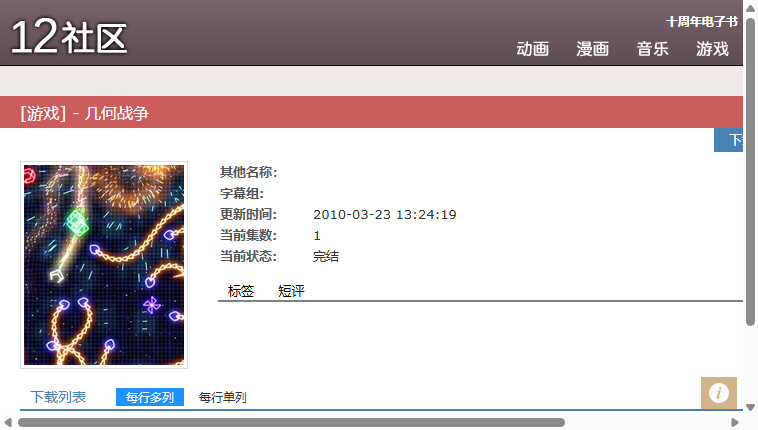 12社区
十周年电子书
动画 漫画 音乐 游戏
[游戏] - 几何战争
其他名称：
字幕组：
更新时间： 2010-03-23 13:24:19
当前集数： 1
当前状态： 完结
标签 短评
下载列表 每行多列 每行单列